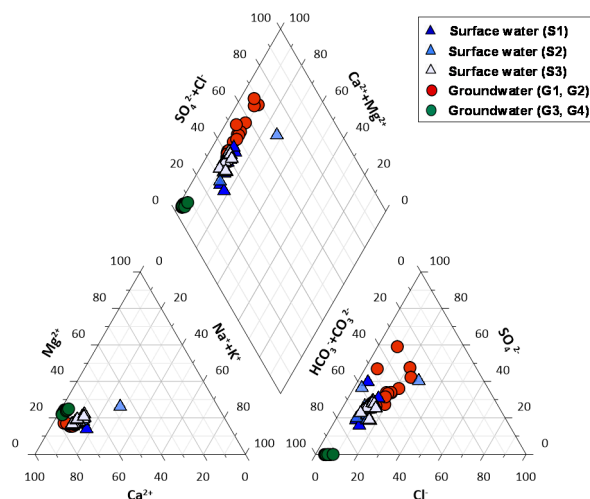 Surface water (S1)
Surface water (S2)
Surface water (S3)
Groundwater (G1, G2)
Groundwater (G3, G4)
100 100
80 80
60 60
40 40
20 20
0 0
SO₄²⁻+Cl⁻
Ca²⁺+Mg²⁺
100 0
80 20
60 40
40 60
20 80
0 100
Mg²⁺
Na⁺+K⁺
100 80 60 40 20 0
Ca²⁺
0 100
20 80
40 60
60 40
80 20
100 0
HCO₃⁻+CO₃²⁻
SO₄²⁻
0 20 40 60 80 100
Cl⁻